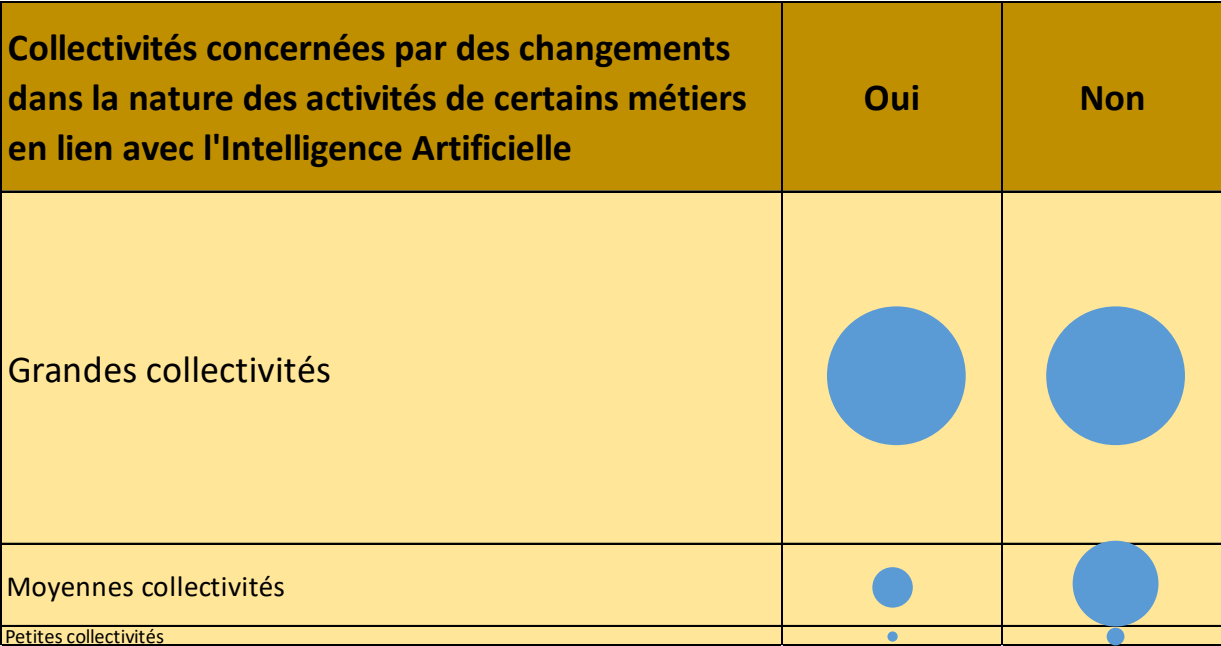 Collectivités concernées par des changements
dans la nature des activités de certains métiers
en lien avec l'Intelligence Artificielle
Oui
Non
Grandes collectivités
Moyennes collectivités
Petites collectivités